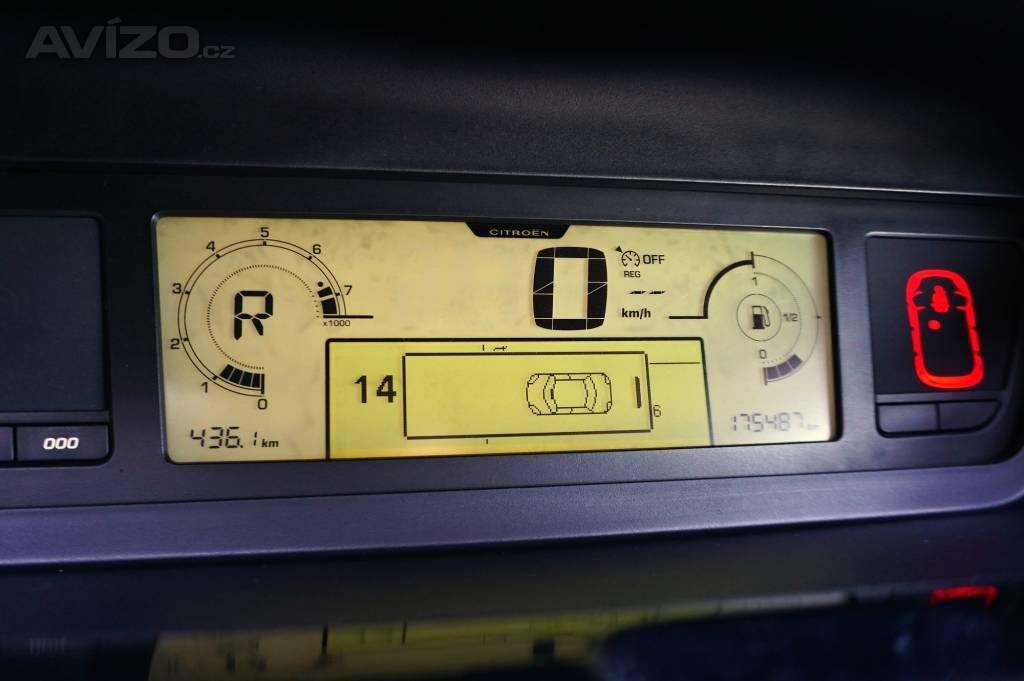 AVÍZO.cz
CITROËN
0 1 2 3 4 5 6 7
x1000
R
0
OFF
REG
--
km/h
1
1/2
0
14
6
436.1 km
175487 km
000